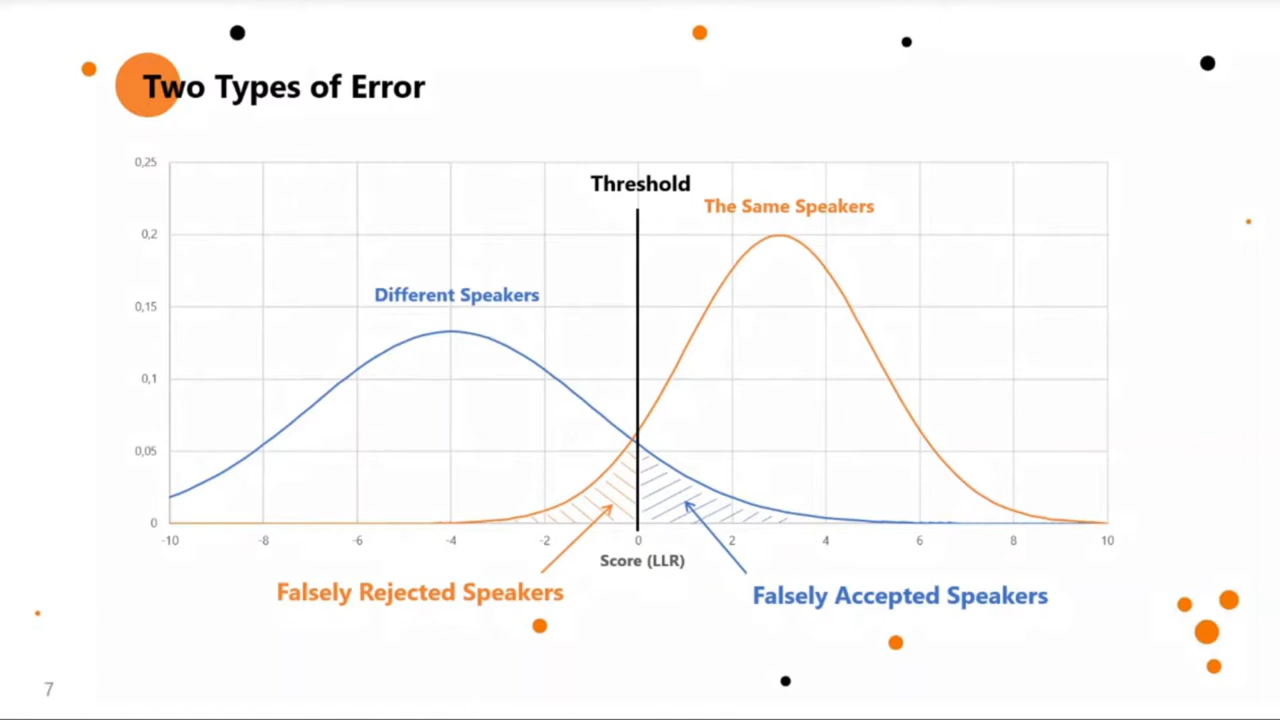 Two Types of Error
0,25
Threshold
The Same Speakers
0,2
Different Speakers
0,15
0,1
0,05
0
-10 -8 -6 -4 -2 0 2 4 6 8 10
Score (LLR)
Falsely Rejected Speakers
Falsely Accepted Speakers
7